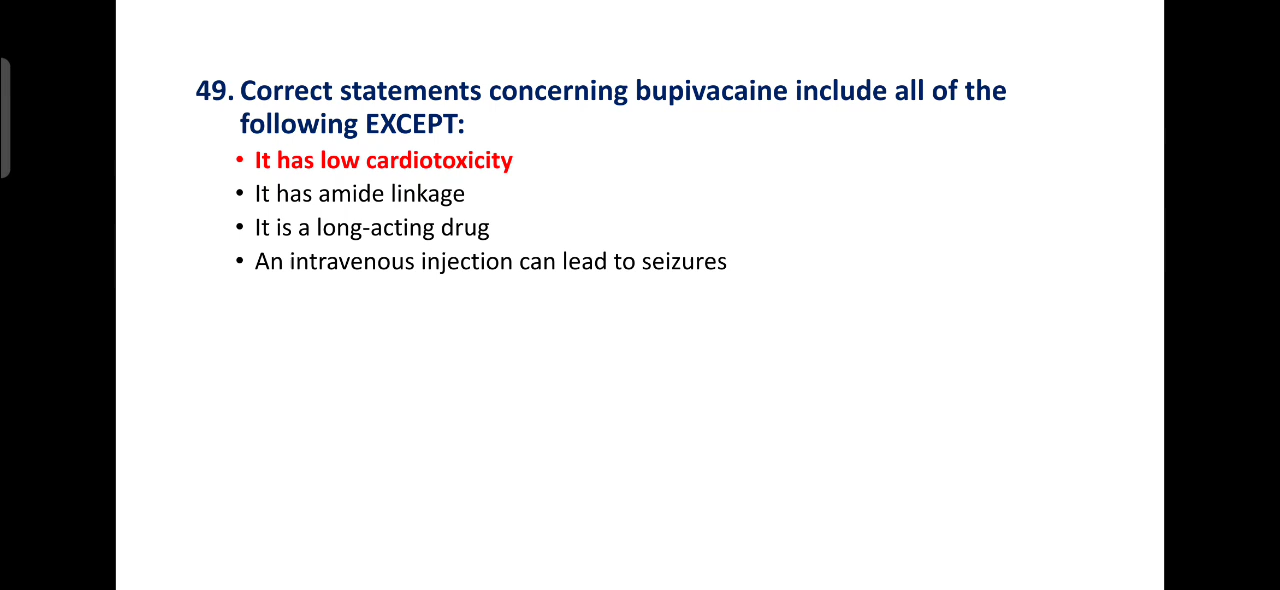 49. Correct statements concerning bupivacaine include all of the
following EXCEPT:
• It has low cardiotoxicity
• It has amide linkage
• It is a long-acting drug
• An intravenous injection can lead to seizures